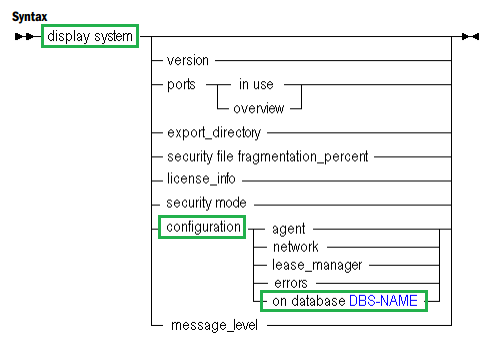 Syntax
display system
version
ports in use
overview
export_directory
security file fragmentation_percent
license_info
security mode
configuration agent
network
lease_manager
errors
on database DBS-NAME
message_level